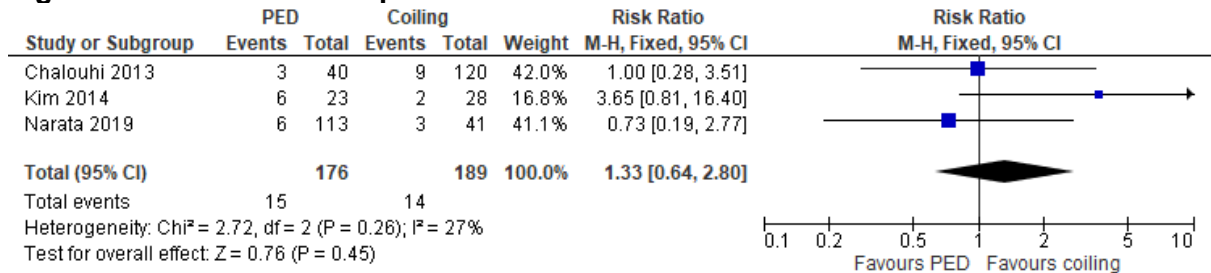 PED Coiling Risk Ratio Risk Ratio
Study or Subgroup Events Total Events Total Weight M-H, Fixed, 95% CI M-H, Fixed, 95% CI
Chalouhi 2013 3 40 9 120 42.0% 1.00 [0.28, 3.51]
Kim 2014 6 23 2 28 16.8% 3.65 [0.81, 16.40]
Narata 2019 6 113 3 41 41.1% 0.73 [0.19, 2.77]
Total (95% CI) 176 189 100.0% 1.33 [0.64, 2.80]
Total events 15 14
Heterogeneity: Chi² = 2.72, df = 2 (P = 0.26); I² = 27%
Test for overall effect: Z = 0.76 (P = 0.45)
0.1 0.2 0.5 1 2 5 10
Favours PED Favours coiling